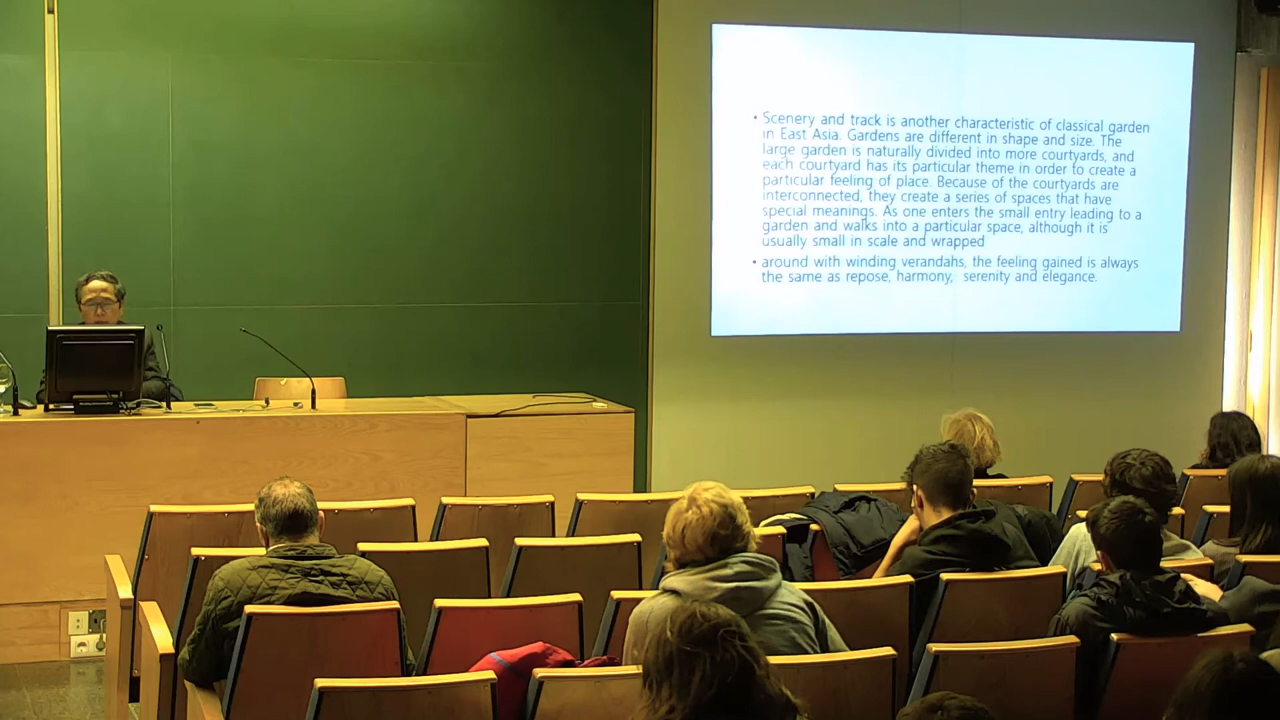 • Scenery and track is another characteristic of classical garden
in East Asia. Gardens are different in shape and size. The
large garden is naturally divided into more courtyards, and
each courtyard has its particular theme in order to create a
particular feeling of place. Because of the courtyards are
interconnected, they create a series of spaces that have
special meanings. As one enters the small entry leading to a
garden and walks into a particular space, although it is
usually small in scale and wrapped
• around with winding verandahs, the feeling gained is always
the same as repose, harmony, serenity and elegance.